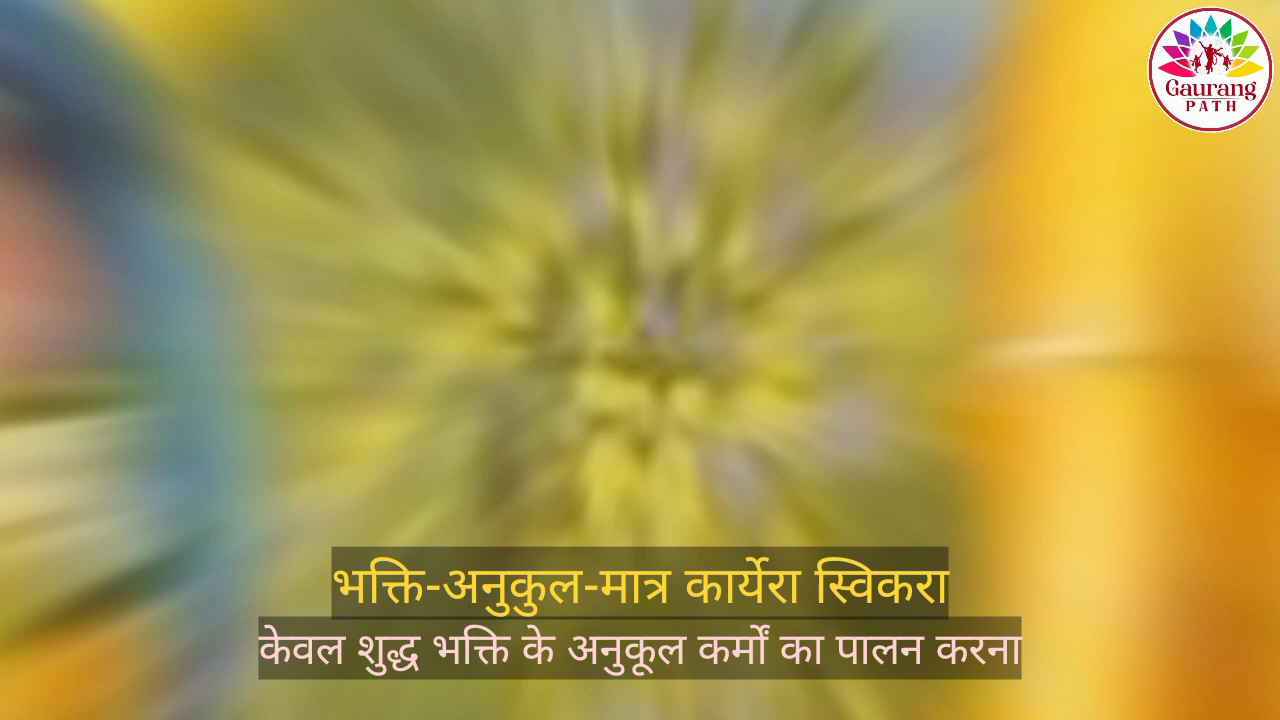 Gaurang
PATH
भक्ति-अनुकुल-मात्र कार्येरा स्विकरा
केवल शुद्ध भक्ति के अनुकूल कर्मों का पालन करना